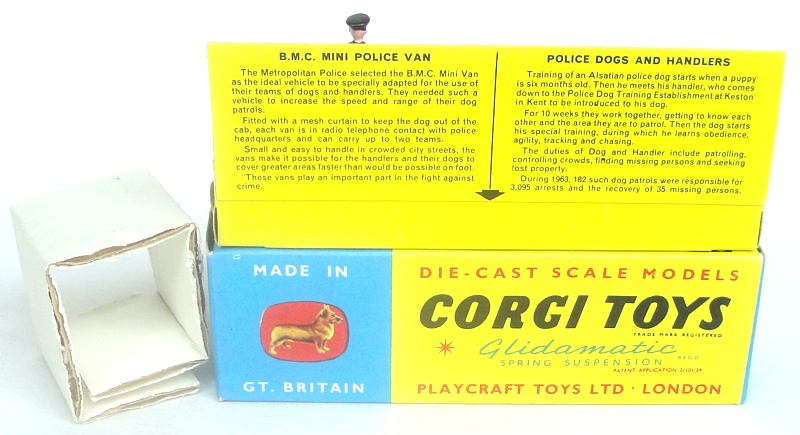 B.M.C. MINI POLICE VAN
The Metropolitan Police selected the B.M.C. Mini Van
as the ideal vehicle to be specially adapted for the use of
their teams of dogs and handlers. They needed such a
vehicle to increase the speed and range of their dog
patrols.
Fitted with a mesh curtain to keep the dog out of the
cab, each van is in radio telephone contact with police
headquarters and can carry up to two teams.
Small and easy to handle in crowded city streets, the
vans make it possible for the handlers and their dogs to
cover greater areas faster than would be possible on foot.
These vans play an important part in the fight against
crime.
POLICE DOGS AND HANDLERS
Training of an Alsatian police dog starts when a puppy
is six months old. Then he meets his handler, who comes
down to the Police Dog Training Establishment at Keston
in Kent to be introduced to his dog.
For 10 weeks they work together, getting to know each
other and the area they are to patrol. Then the dog starts
his special training, during which he learns obedience,
agility, tracking and chasing.
The duties of Dog and Handler include patrolling,
controlling crowds, finding missing persons and seeking
lost property.
During 1963, 182 such dog patrols were responsible for
3,095 arrests and the recovery of 35 missing persons.
MADE IN
GT. BRITAIN
DIE-CAST SCALE MODELS
CORGI TOYS
TRADE MARK REGISTERED
Glidamatic REGD
SPRING SUSPENSION
PATENT APPLICATION 21101/59
PLAYCRAFT TOYS LTD · LONDON